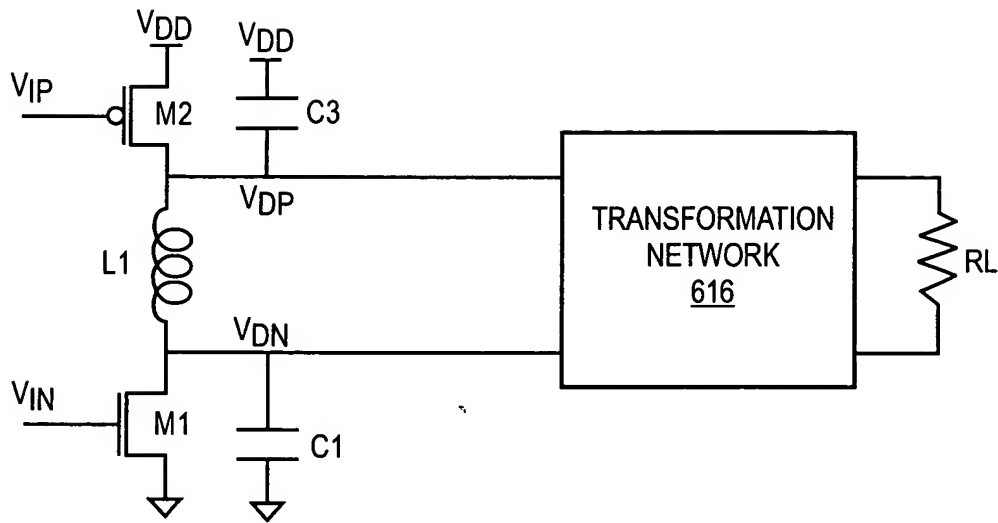 VDD
VDD
VIP
M2
C3
VDP
TRANSFORMATION
NETWORK
616
RL
L1
VDN
VIN
M1
C1